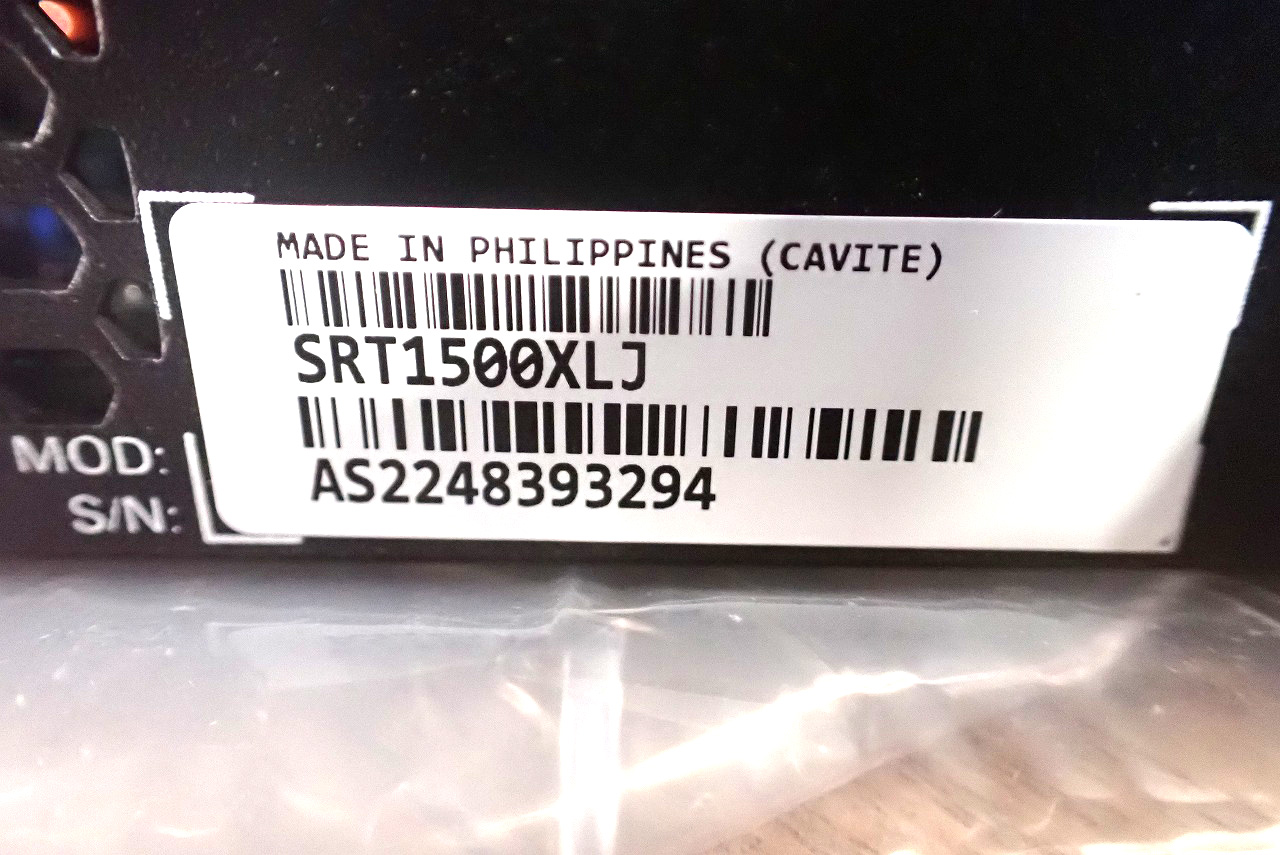 MADE IN PHILIPPINES (CAVITE)
SRT1500XLJ
MOD:
AS2248393294
S/N: